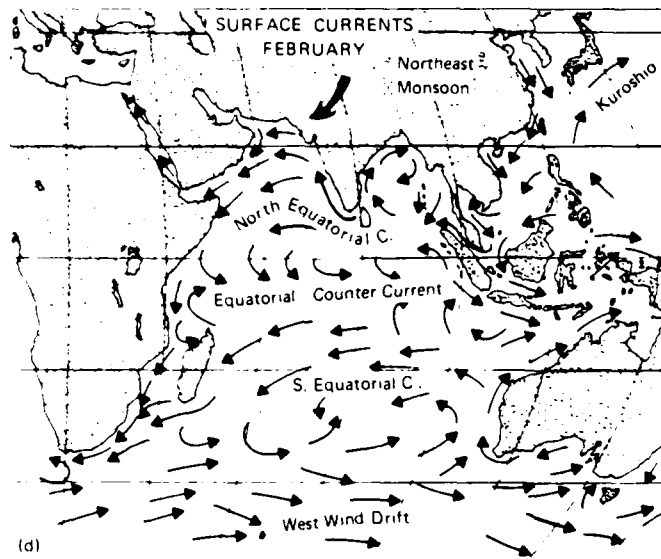 SURFACE CURRENTS
FEBRUARY
Northeast
Monsoon
Kuroshio
North Equatorial C.
Equatorial Counter Current
S. Equatorial C.
West Wind Drift
(d)